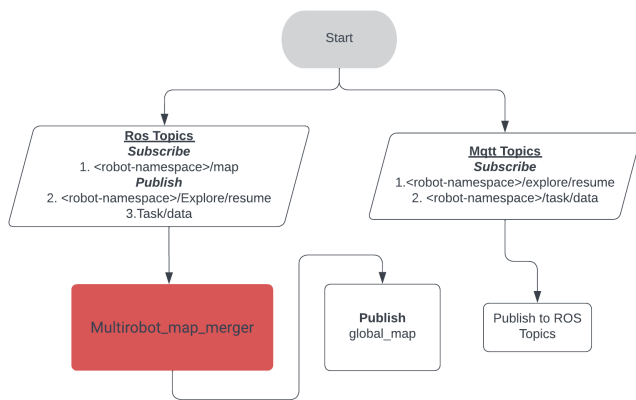 Start
Ros Topics
Subscribe
1. <robot-namespace>/map
Publish
2. <robot-namespace>/Explore/resume
3.Task/data
Mqtt Topics
Subscribe
1.<robot-namespace>/explore/resume
2. <robot-namespace>/task/data
Multirobot_map_merger
Publish
global_map
Publish to ROS
Topics